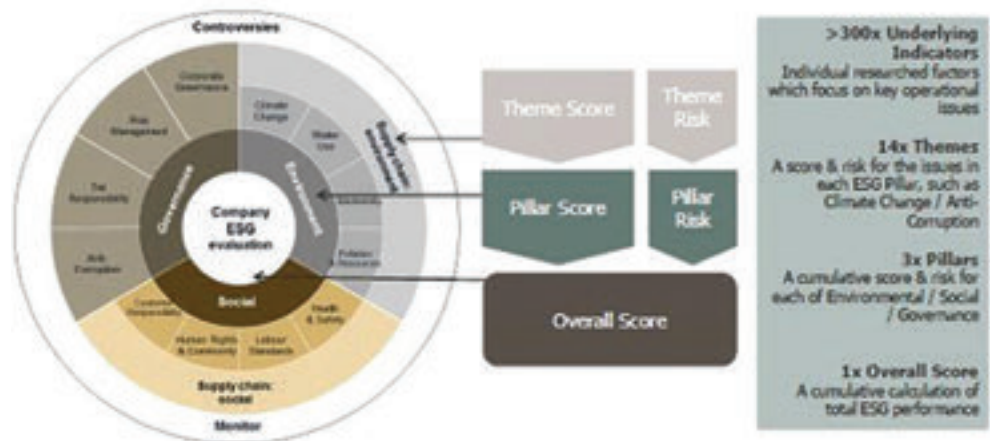 Controversies
Corporate
Governance
Risk
Management
Tax
Responsibility
Anti-
Corruption
Governance
Climate
Change
Water
Use
Supply chain:
environment
Environment
Pollution
& Resources
Company
ESG
evaluation
Social
Customer
Responsibility
Human Rights
& Community
Labour
Standards
Health
& Safety
Supply chain:
social
Monitor
Theme Score
Theme
Risk
Pillar Score
Pillar
Risk
Overall Score
>300x Underlying
Indicators
Individual researched factors
which focus on key operational
issues
14x Themes
A score & risk for the issues in
each ESG Pillar, such as
Climate Change / Anti-
Corruption
3x Pillars
A cumulative score & risk for
each of Environmental / Social
/ Governance
1x Overall Score
A cumulative calculation of
total ESG performance